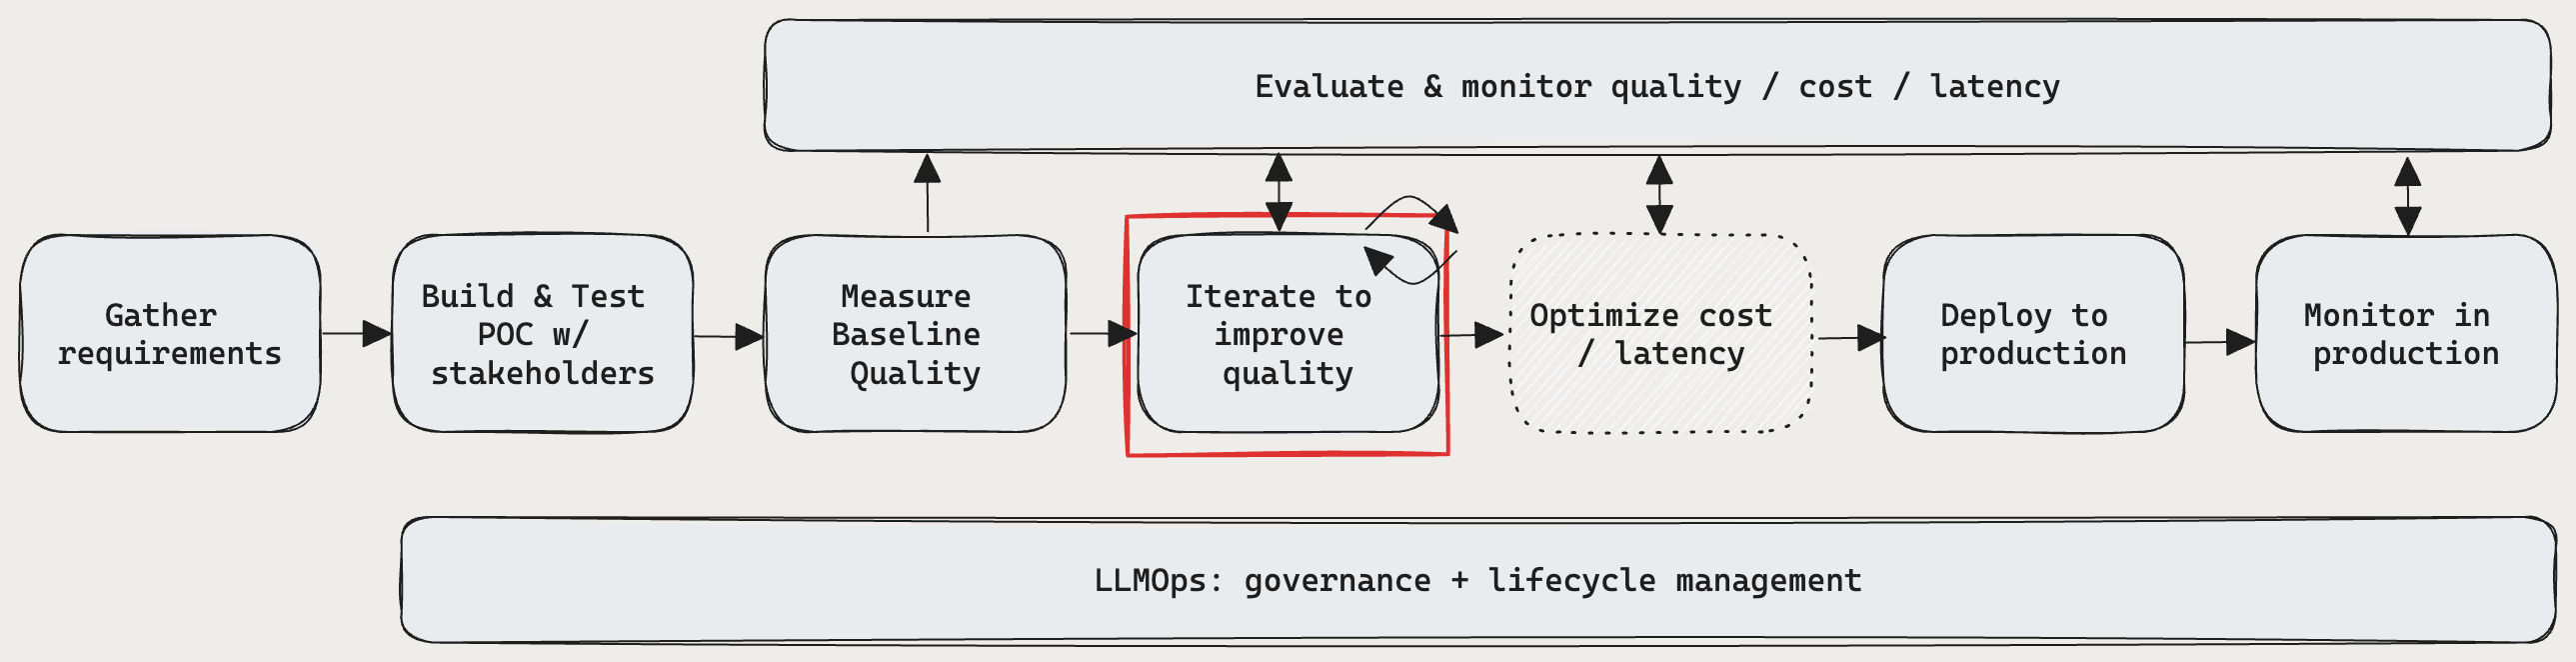 Evaluate & monitor quality / cost / latency
Gather
requirements
Build & Test
POC w/
stakeholders
Measure
Baseline
Quality
Iterate to
improve
quality
Optimize cost
/ latency
Deploy to
production
Monitor in
production
LLMOps: governance + lifecycle management